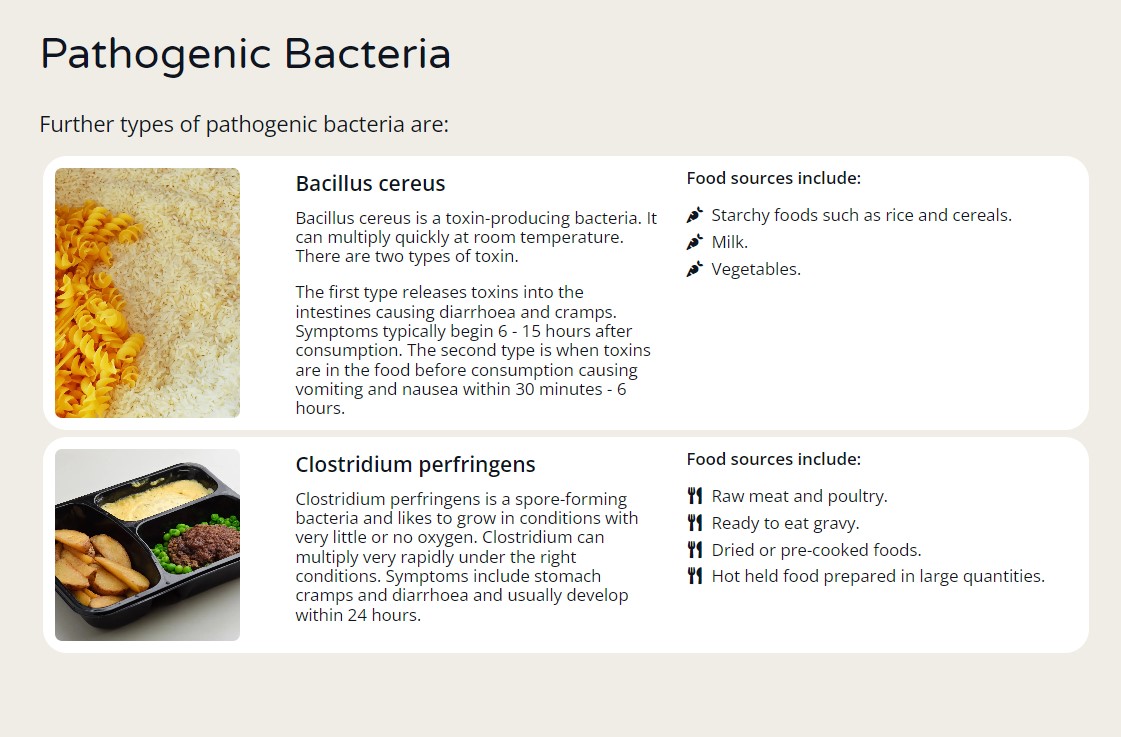 Pathogenic Bacteria
Further types of pathogenic bacteria are:
Bacillus cereus
Bacillus cereus is a toxin-producing bacteria. It
can multiply quickly at room temperature.
There are two types of toxin.
The first type releases toxins into the
intestines causing diarrhoea and cramps.
Symptoms typically begin 6 - 15 hours after
consumption. The second type is when toxins
are in the food before consumption causing
vomiting and nausea within 30 minutes - 6
hours.
Food sources include:
Starchy foods such as rice and cereals.
Milk.
Vegetables.
Clostridium perfringens
Clostridium perfringens is a spore-forming
bacteria and likes to grow in conditions with
very little or no oxygen. Clostridium can
multiply very rapidly under the right
conditions. Symptoms include stomach
cramps and diarrhoea and usually develop
within 24 hours.
Food sources include:
Raw meat and poultry.
Ready to eat gravy.
Dried or pre-cooked foods.
Hot held food prepared in large quantities.